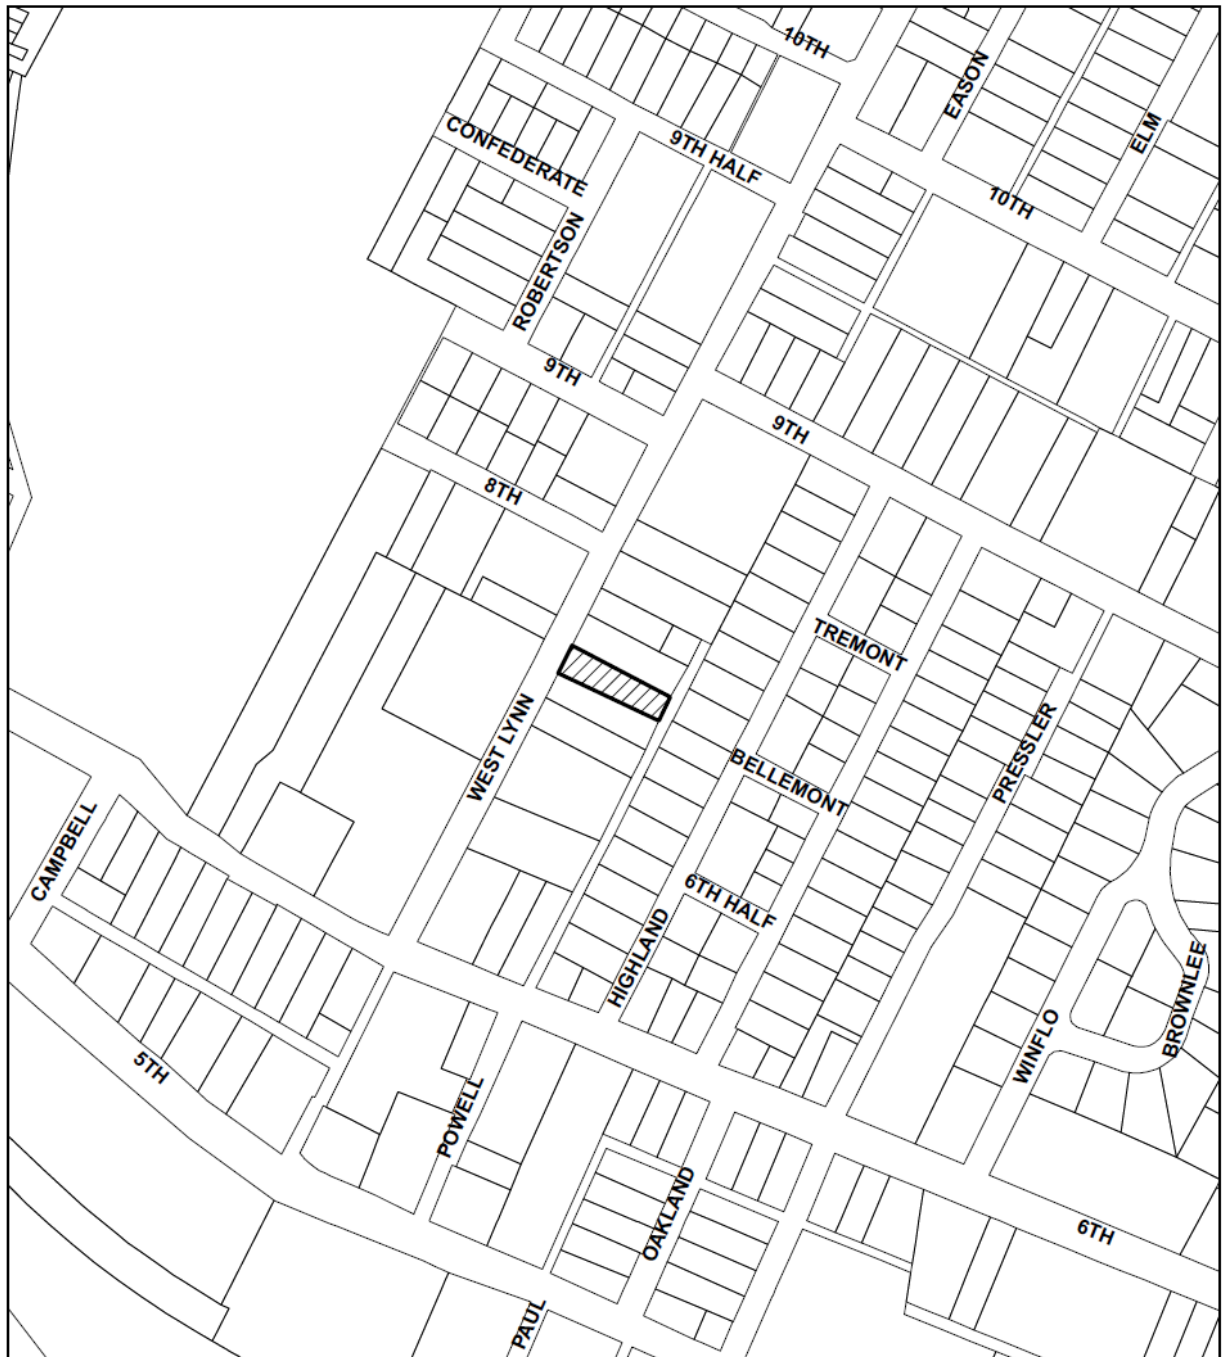 10TH
EASON
ELM
9TH HALF
CONFEDERATE
10TH
ROBERTSON
9TH
9TH
8TH
TREMONT
WEST LYNN
PRESSLER
BELLEMONT
CAMPBELL
6TH HALF
HIGHLAND
BROWNLEE
WINFLO
5TH
POWELL
OAKLAND
6TH
PAUL